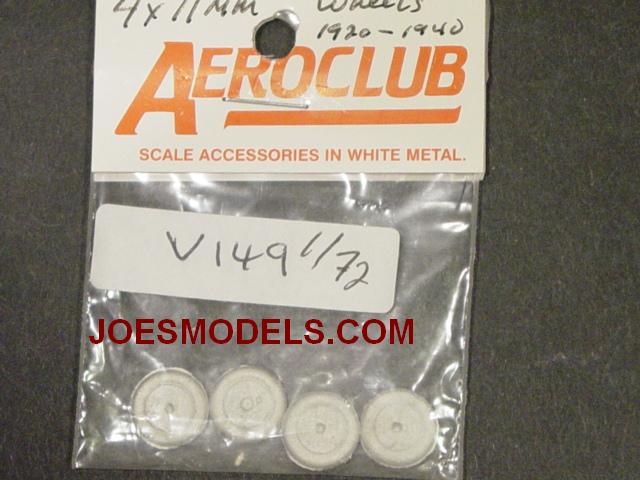 4x11mm Wheels
1920-1940
AEROCLUB
SCALE ACCESSORIES IN WHITE METAL.
V149 1/72
JOESMODELS.COM